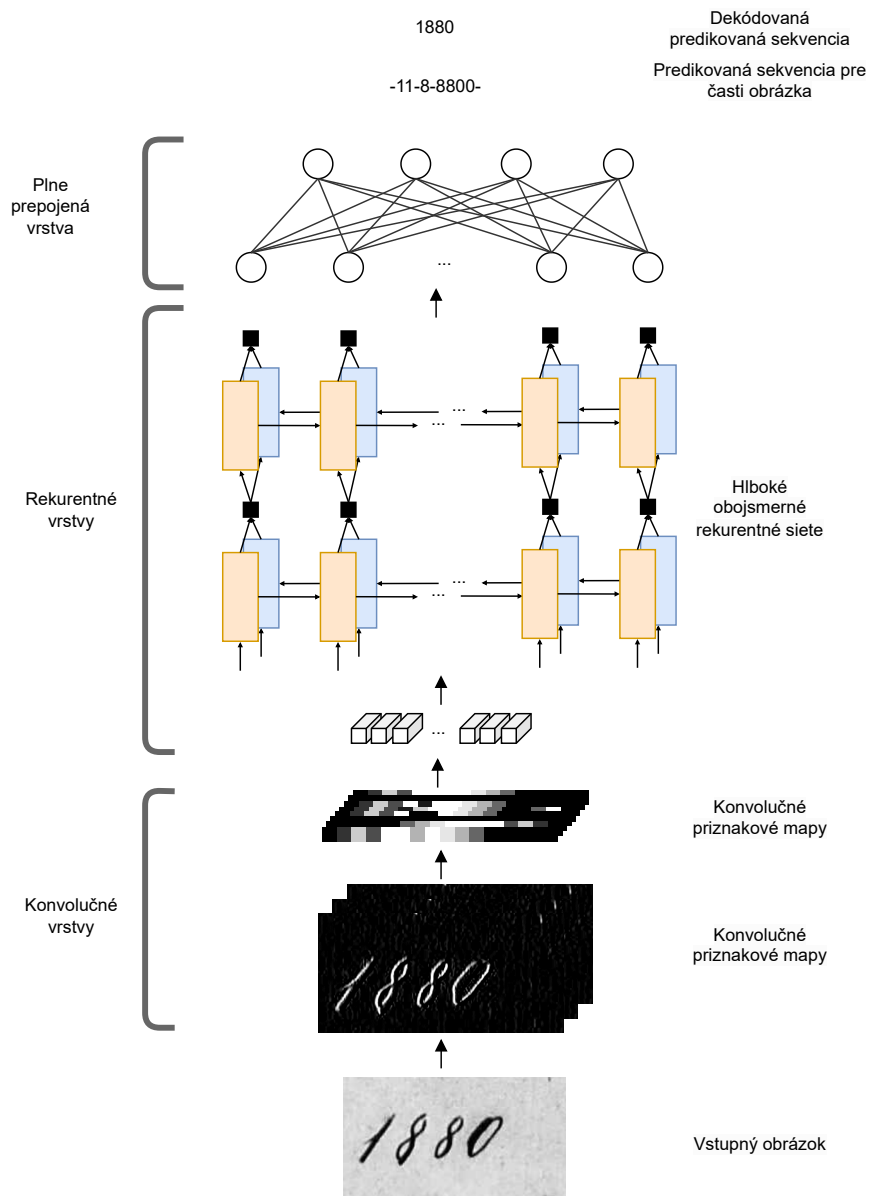 1880
Dekódovaná
predikovaná sekvencia
-11-8-8800-
Predikovaná sekvencia pre
časti obrázka
Plne
prepojená
vrstva
...
... 
...
Rekurentné
vrstvy
Hlboké
obojsmerné
rekurentné siete
...
...
...
Konvolučné
priznakové mapy
Konvolučné
vrstvy
Konvolučné
priznakové mapy
1880
1880
Vstupný obrázok